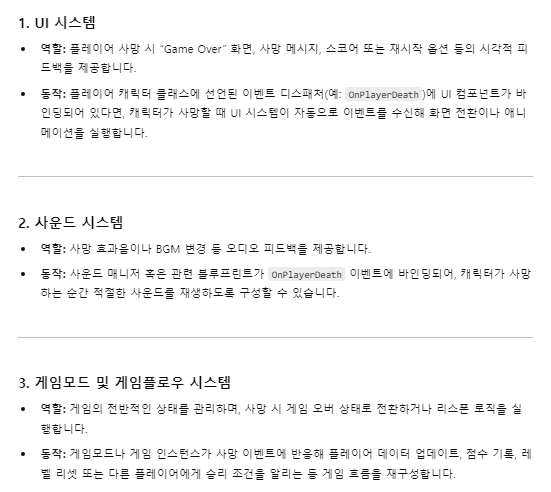 1. UI 시스템
• 역할: 플레이어 사망 시 “Game Over” 화면, 사망 메시지, 스코어 또는 재시작 옵션 등의 시각적 피
드백을 제공합니다.
• 동작: 플레이어 캐릭터 클래스에 선언된 이벤트 디스패처(예: OnPlayerDeath)에 UI 컴포넌트가 바
인딩되어 있다면, 캐릭터가 사망할 때 UI 시스템이 자동으로 이벤트를 수신해 화면 전환이나 애니
메이션을 실행합니다.
2. 사운드 시스템
• 역할: 사망 효과음이나 BGM 변경 등 오디오 피드백을 제공합니다.
• 동작: 사운드 매니저 혹은 관련 블루프린트가 OnPlayerDeath 이벤트에 바인딩되어, 캐릭터가 사망
하는 순간 적절한 사운드를 재생하도록 구성할 수 있습니다.
3. 게임모드 및 게임플로우 시스템
• 역할: 게임의 전반적인 상태를 관리하며, 사망 시 게임 오버 상태로 전환하거나 리스폰 로직을 실
행합니다.
• 동작: 게임모드나 게임 인스턴스가 사망 이벤트에 반응해 플레이어 데이터 업데이트, 점수 기록, 레
벨 리셋 또는 다른 플레이어에게 승리 조건을 알리는 등 게임 흐름을 재구성합니다.